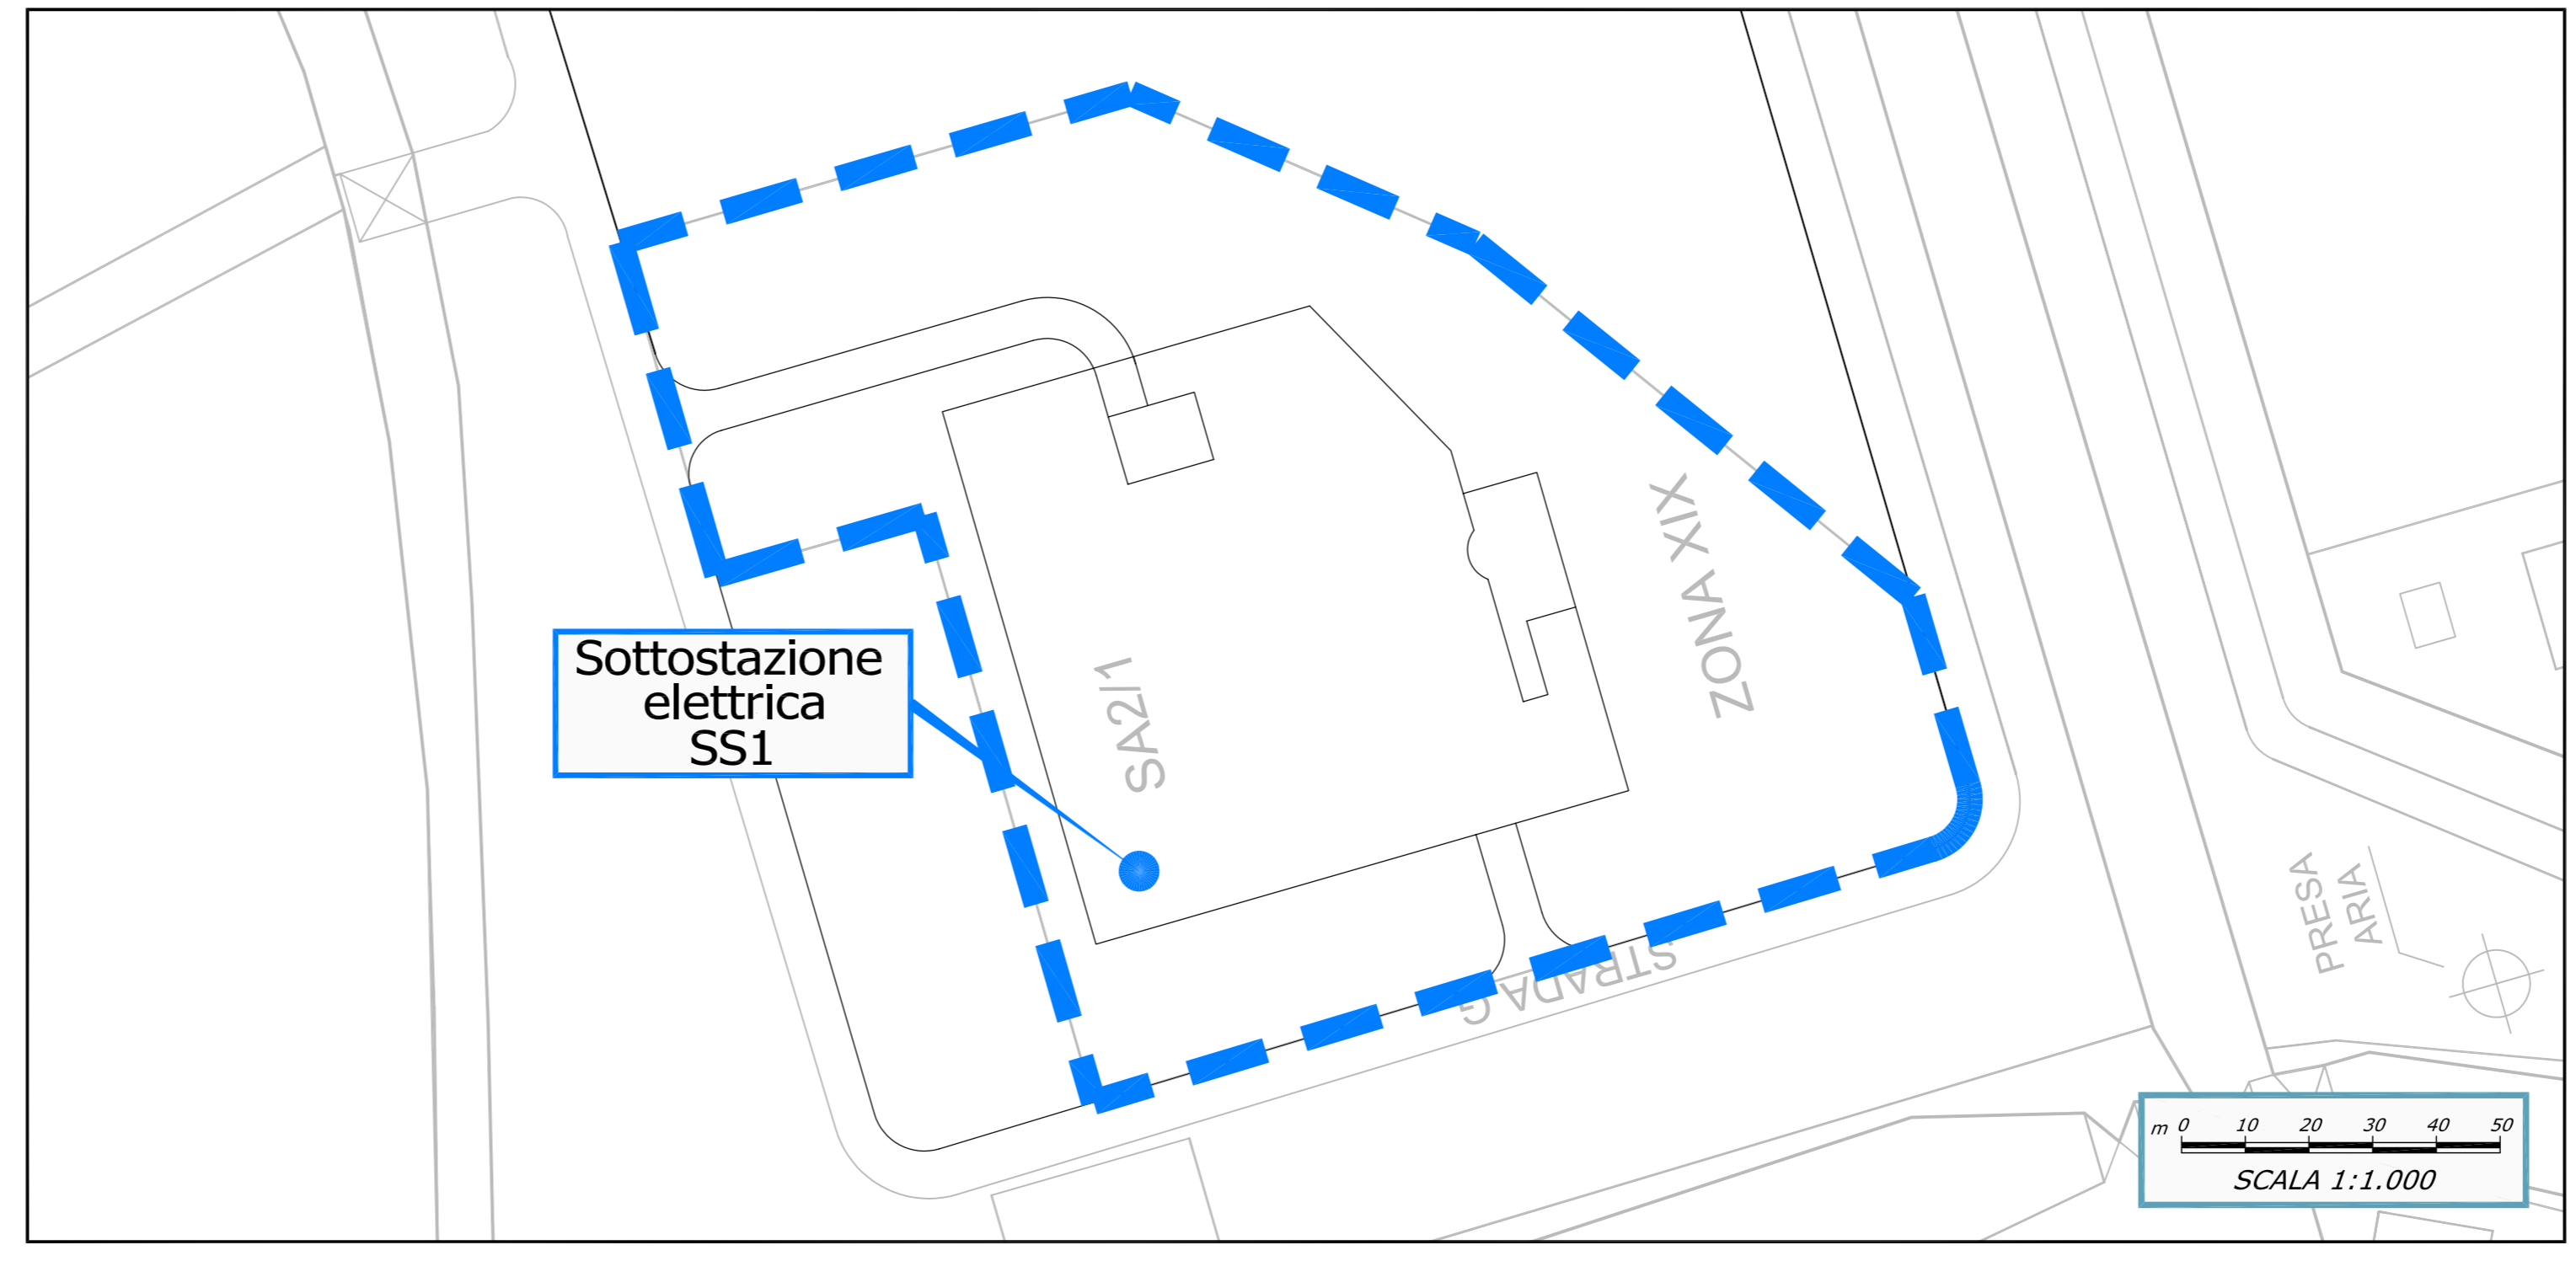 ZONA XIX
Sottostazione
elettrica
SS1
SA2/1
STRADA G
PRESA
ARIA
m 0 10 20 30 40 50
SCALA 1:1.000